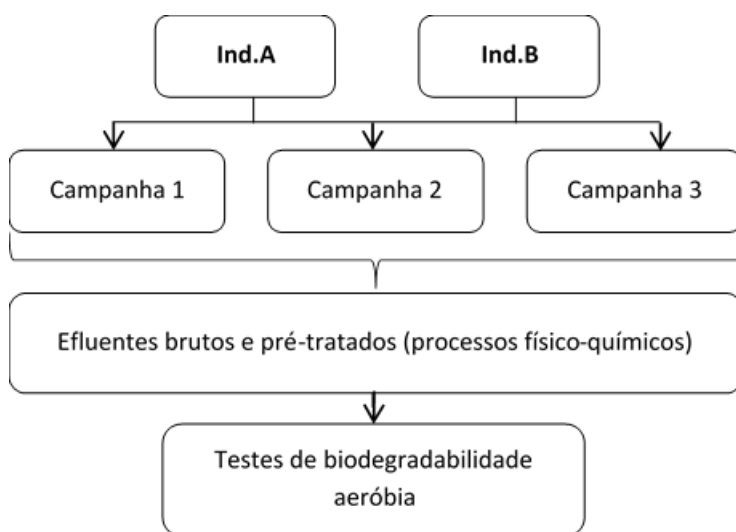 Ind.A
Ind.B
Campanha 1
Campanha 2
Campanha 3
Efluentes brutos e pré-tratados (processos físico-químicos)
Testes de biodegradabilidade
aeróbia